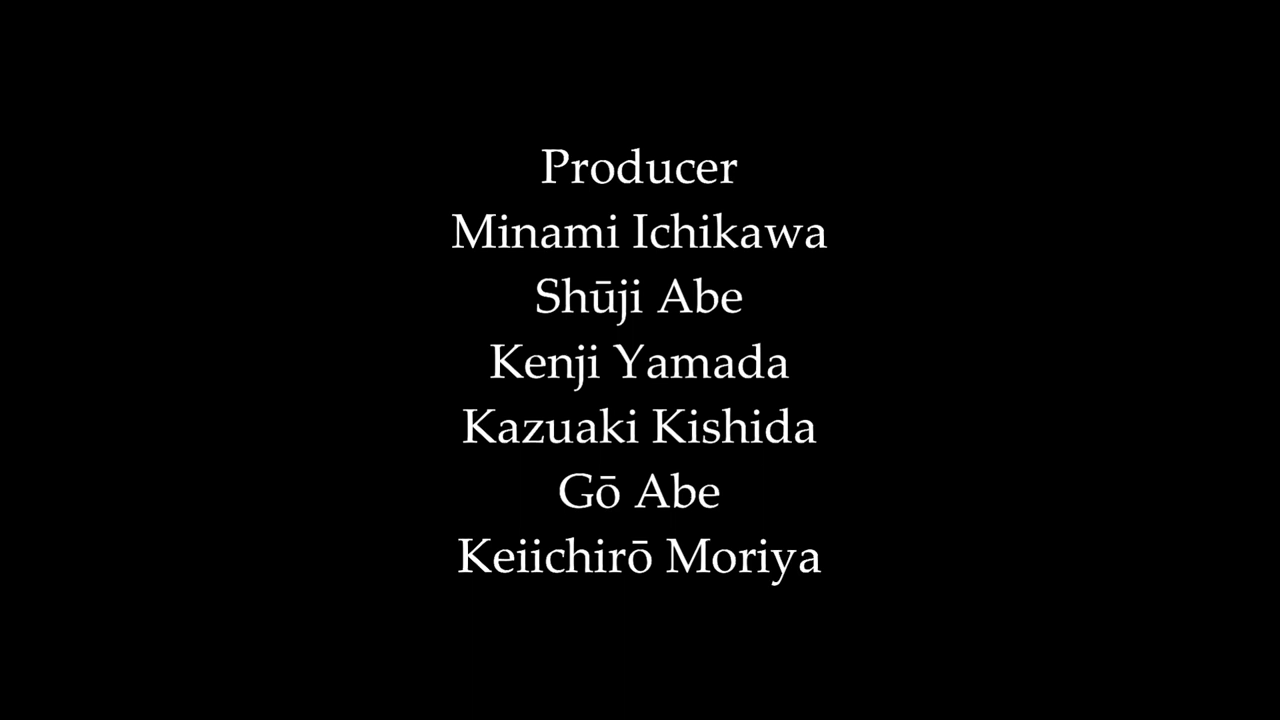 Producer
Minami Ichikawa
Shūji Abe
Kenji Yamada
Kazuaki Kishida
Gō Abe
Keiichirō Moriya